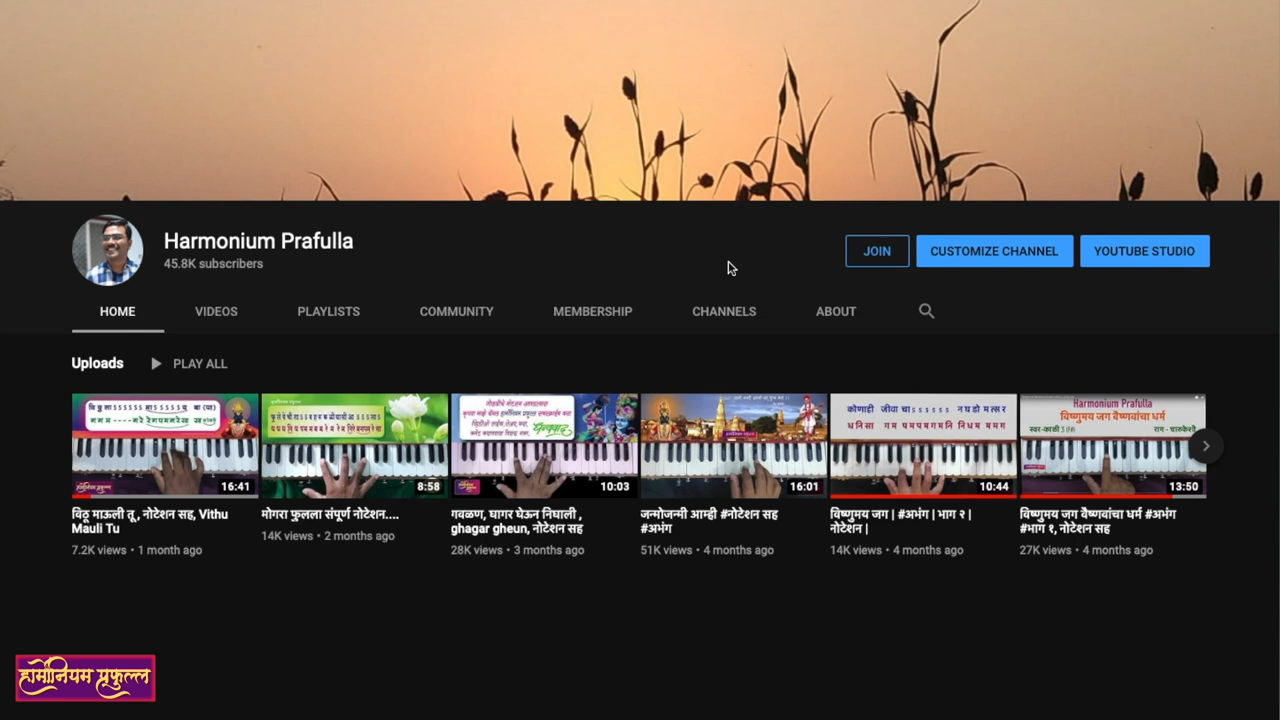 Harmonium Prafulla
45.8K subscribers
JOIN
CUSTOMIZE CHANNEL
YOUTUBE STUDIO
HOME
VIDEOS
PLAYLISTS
COMMUNITY
MEMBERSHIP
CHANNELS
ABOUT
Uploads
PLAY ALL
16:41
विठू माऊली तू , नोटेशन सह, Vithu
Mauli Tu
7.2K views • 1 month ago
8:58
मोगरा फुलला संपूर्ण नोटेशन....
14K views • 2 months ago
धन्यवाद
10:03
गवळण, घागर घेऊन निघाली ,
ghagar gheun, नोटेशन सह
28K views • 3 months ago
16:01
जन्मोजन्मी आम्ही #नोटेशन सह
#अभंग
51K views • 4 months ago
कोणाही जीवा चा ऽ ऽ ऽ ऽ ऽ ऽ न घ डो म त्स र
ध नि सा ग म प म प ग म नि नि ध म म ग
10:44
विष्णुमय जग | #अभंग | भाग २ |
नोटेशन |
14K views • 4 months ago
Harmonium Prafulla
विष्णुमय जग वैष्णवांचा धर्म
राग - चारुकेशी
13:50
विष्णुमय जग वैष्णवांचा धर्म #अभंग
#भाग १, नोटेशन सह
27K views • 4 months ago
हार्मोनियम प्रफुल्ल